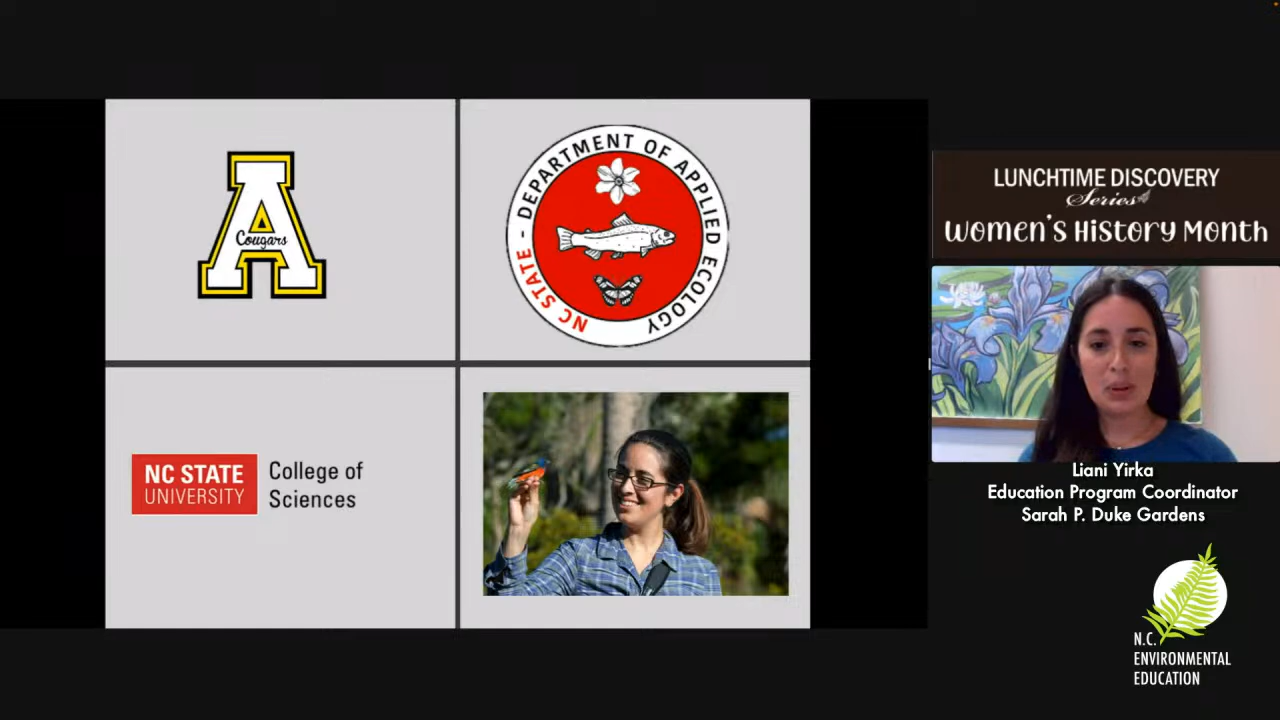 Cougars
NC STATE - DEPARTMENT OF APPLIED ECOLOGY
NC STATE
UNIVERSITY
College of
Sciences
LUNCHTIME DISCOVERY
Series
Women's History Month
Liani Yirka
Education Program Coordinator
Sarah P. Duke Gardens
N.C.
ENVIRONMENTAL
EDUCATION